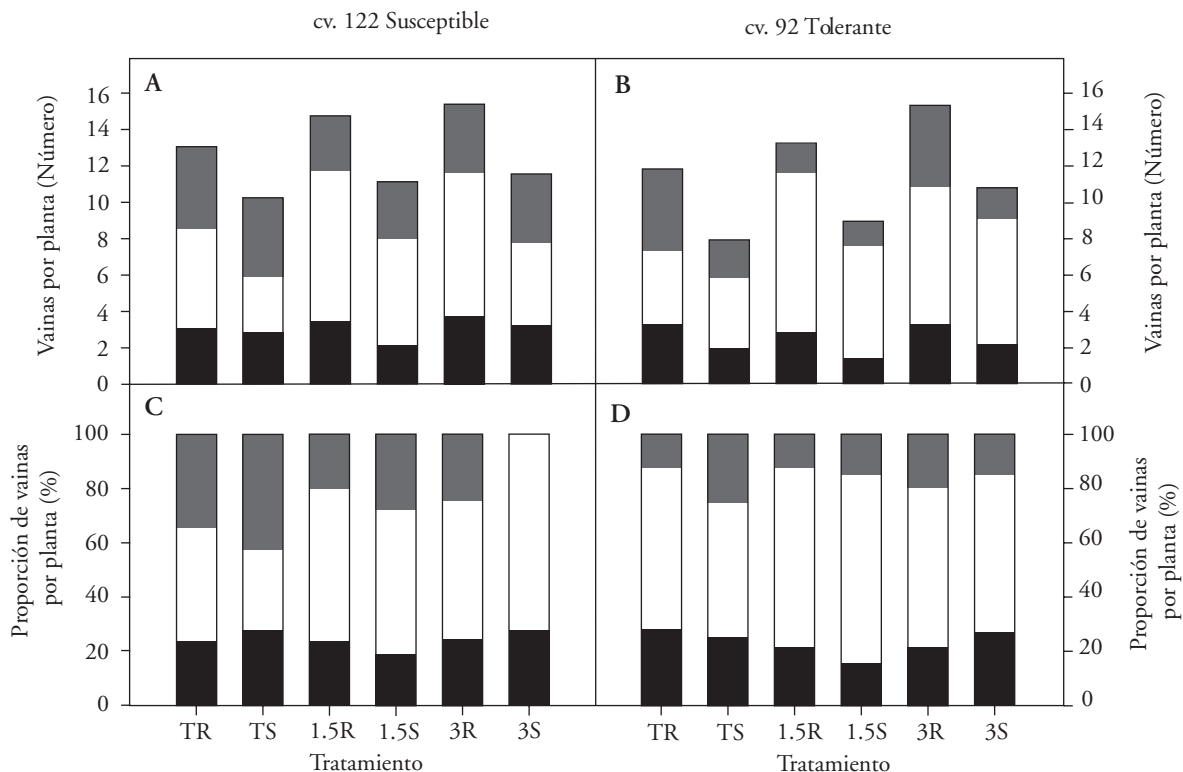 cv. 122 Susceptible
cv. 92 Tolerante
A
B
Vainas por planta (Número)
16
14
12
10
8
6
4
2
0
16
14
12
10
8
6
4
2
0
Vainas por planta (Número)
C
D
Proporción de vainas
por planta (%)
100
80
60
40
20
0
100
80
60
40
20
0
Proporción de vainas
por planta (%)
TR TS 1.5R 1.5S 3R 3S
TR TS 1.5R 1.5S 3R 3S
Tratamiento
Tratamiento